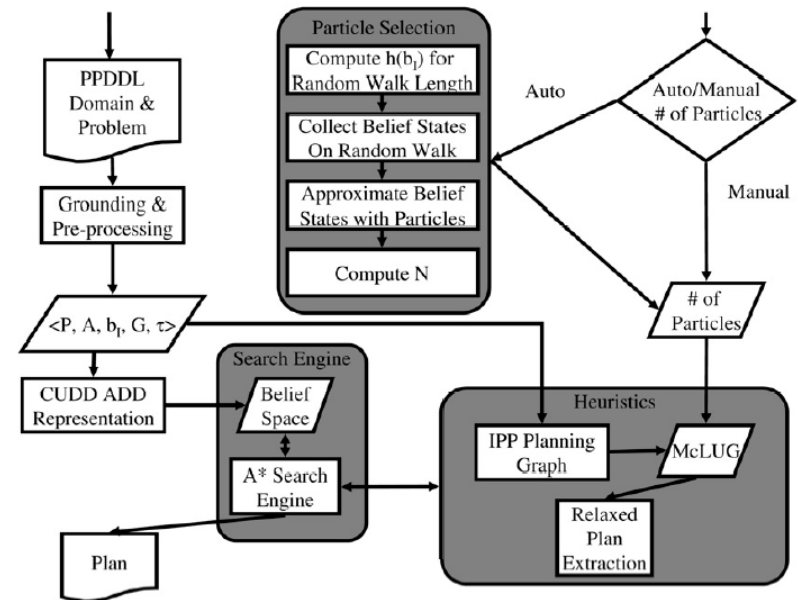 PPDDL
Domain &
Problem
Grounding &
Pre-processing
<P, A, bI, G, τ>
CUDD ADD
Representation
Particle Selection
Compute h(bI) for
Random Walk Length
Collect Belief States
On Random Walk
Approximate Belief
States with Particles
Compute N
Auto
Auto/Manual
# of Particles
Manual
# of
Particles
Search Engine
Belief
Space
A* Search
Engine
Plan
Heuristics
IPP Planning
Graph
McLUG
Relaxed
Plan
Extraction